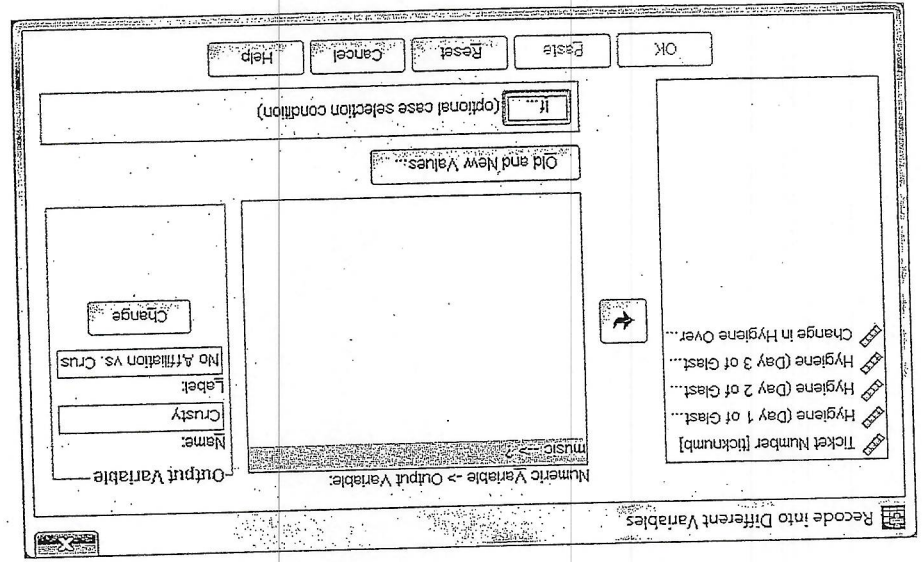 Recode into Different Variables
Ticket Number [ticknumb]
Hygiene (Day 1 of Glast....
Hygiene (Day 2 of Glast....
Hygiene (Day 3 of Glast....
Change in Hygiene Over...
Numeric Variable -> Output Variable:
music --> ?
Output Variable
Name:
Crusty
Label:
No Affiliation vs. Crus
Change
Old and New Values...
If... (optional case selection condition)
OK
Paste
Reset
Cancel
Help